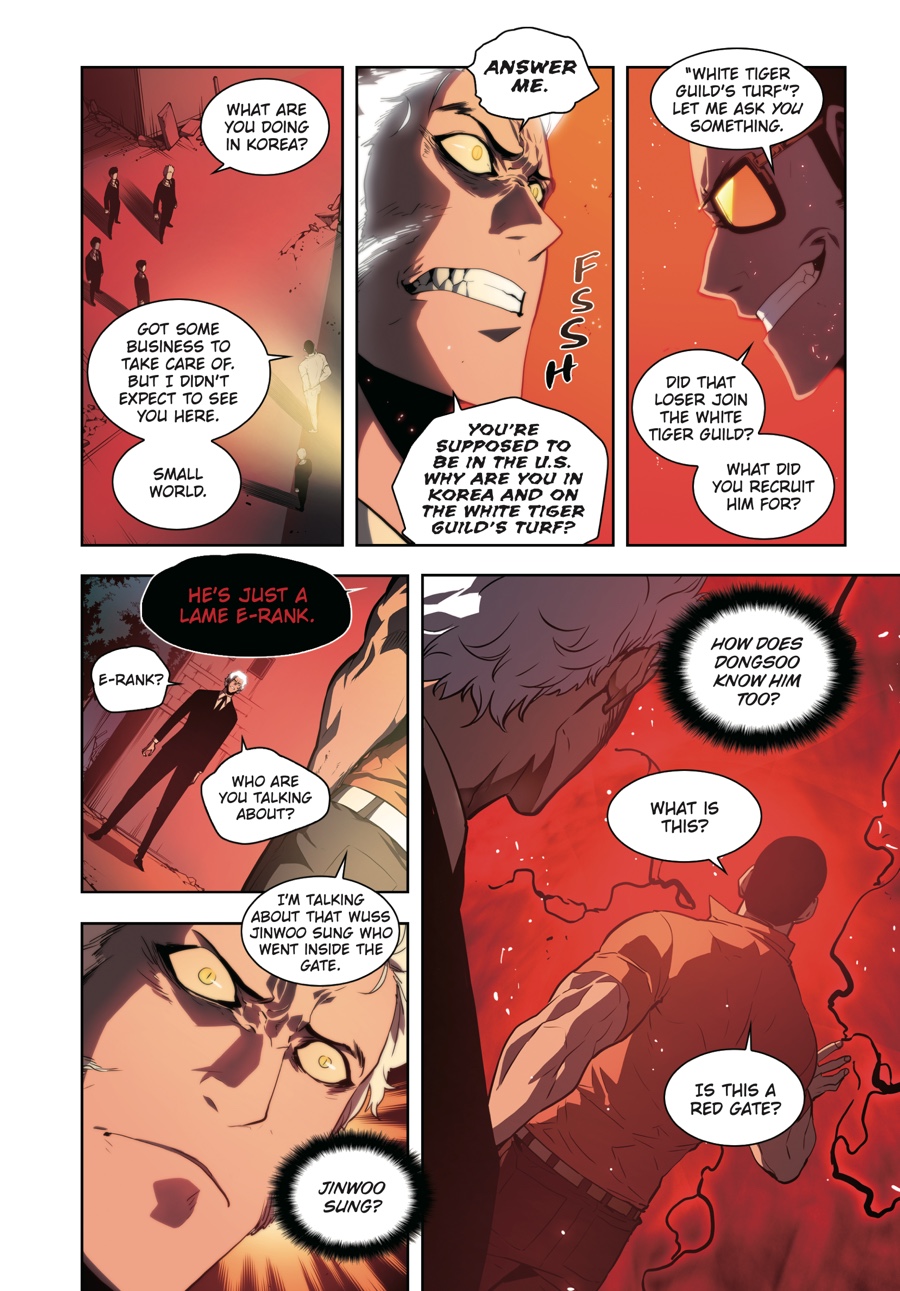 WHAT ARE
YOU DOING
IN KOREA?
GOT SOME
BUSINESS TO
TAKE CARE OF.
BUT I DIDN'T
EXPECT TO SEE
YOU HERE.
SMALL
WORLD.
ANSWER
ME.
FSSH
YOU'RE
SUPPOSED TO
BE IN THE U.S.
WHY ARE YOU IN
KOREA AND ON
THE WHITE TIGER
GUILD'S TURF?
"WHITE TIGER
GUILD'S TURF"?
LET ME ASK YOU
SOMETHING.
DID THAT
LOSER JOIN
THE WHITE
TIGER GUILD?
WHAT DID
YOU RECRUIT
HIM FOR?
HE'S JUST A
LAME E-RANK.
E-RANK?
WHO ARE
YOU TALKING
ABOUT?
I'M TALKING
ABOUT THAT WUSS
JINWOO SUNG WHO
WENT INSIDE THE
GATE.
JINWOO
SUNG?
HOW DOES
DONGSOO
KNOW HIM
TOO?
WHAT IS
THIS?
IS THIS A
RED GATE?